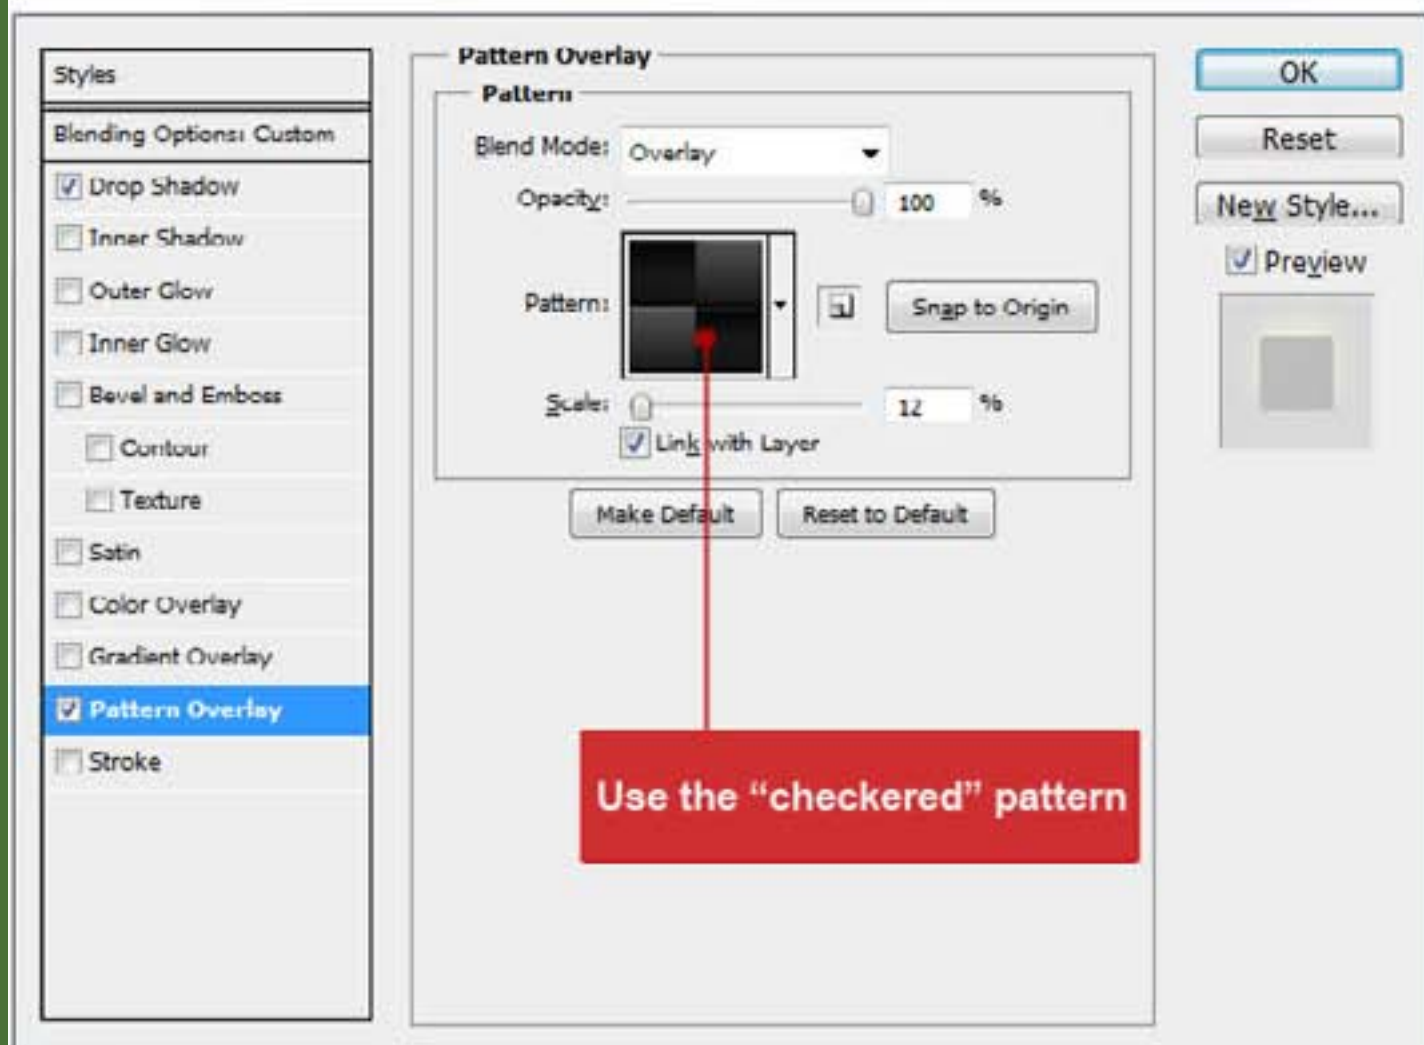 Styles
Blending Options: Custom
Drop Shadow
Inner Shadow
Outer Glow
Inner Glow
Bevel and Emboss
Contour
Texture
Satin
Color Overlay
Gradient Overlay
Pattern Overlay
Stroke
Pattern Overlay
Pattern
Blend Mode: Overlay
Opacity: 100 %
Pattern: Snap to Origin
Scale: 12 %
Link with Layer
Make Default Reset to Default
Use the “checkered” pattern
OK
Reset
New Style...
Preview